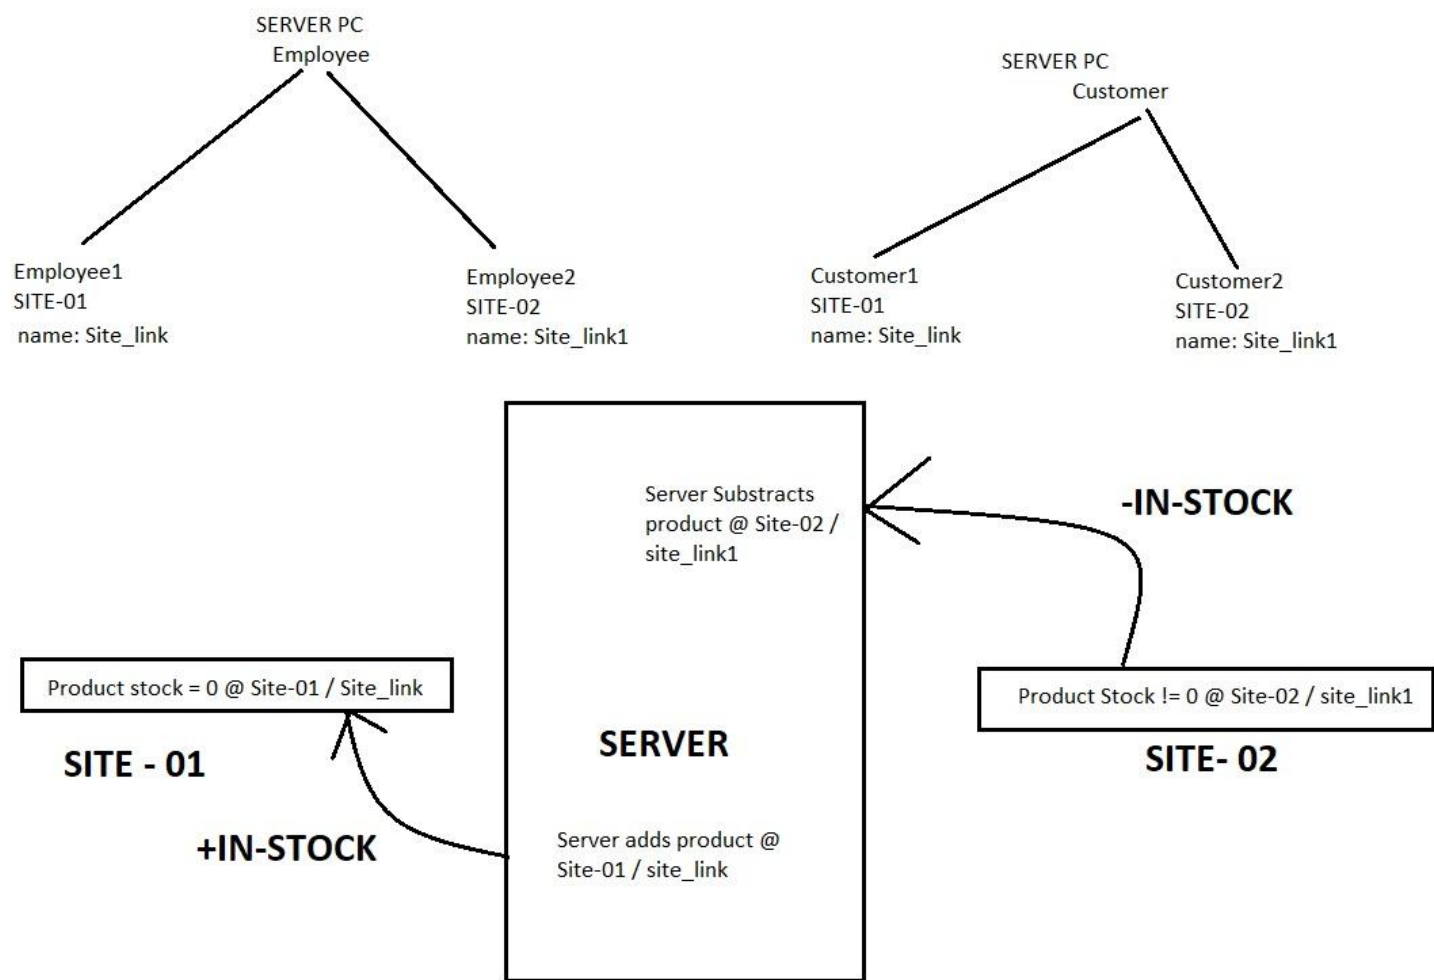 SERVER PC
Employee
Employee1
SITE-01
name: Site_link
Employee2
SITE-02
name: Site_link1
SERVER PC
Customer
Customer1
SITE-01
name: Site_link
Customer2
SITE-02
name: Site_link1
Server Substracts
product @ Site-02 /
site_link1
-IN-STOCK
Product stock = 0 @ Site-01 / Site_link
SITE - 01
SERVER
Product Stock != 0 @ Site-02 / site_link1
SITE- 02
+IN-STOCK
Server adds product @
Site-01 / site_link